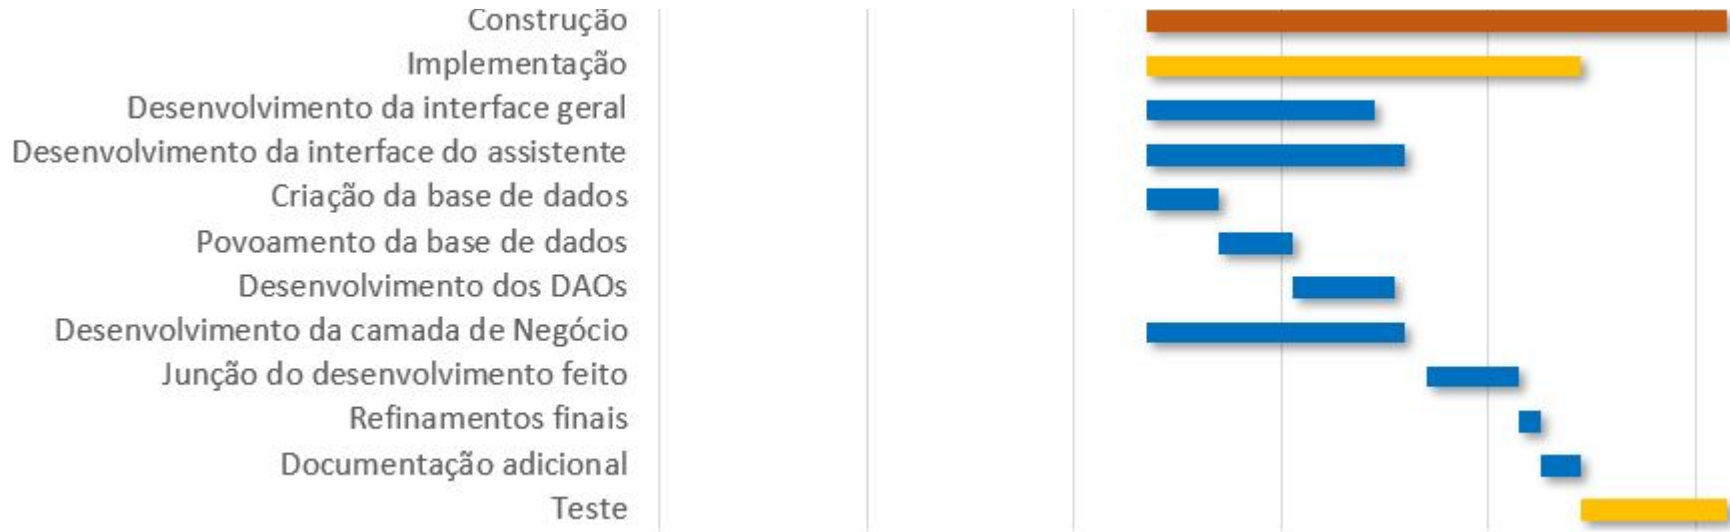 Construção
Implementação
Desenvolvimento da interface geral
Desenvolvimento da interface do assistente
Criação da base de dados
Povoamento da base de dados
Desenvolvimento dos DAOs
Desenvolvimento da camada de Negócio
Junção do desenvolvimento feito
Refinamentos finais
Documentação adicional
Teste